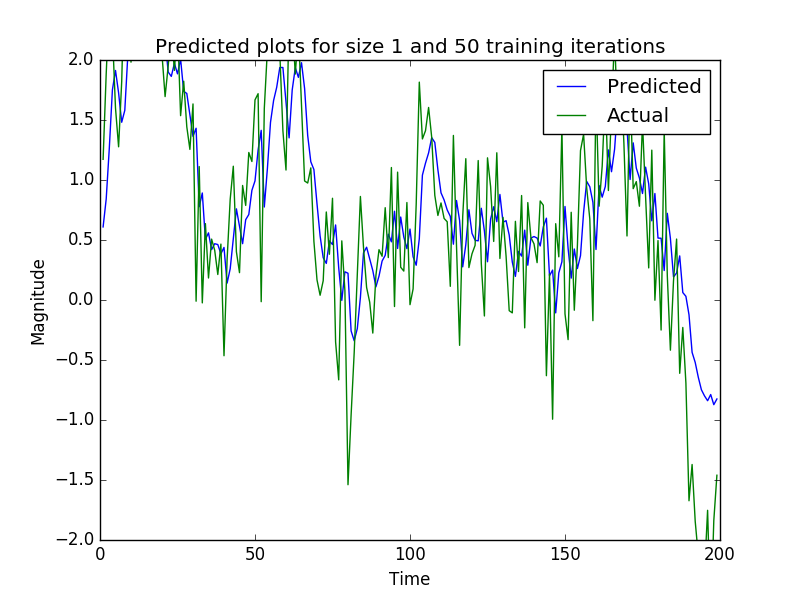 Predicted plots for size 1 and 50 training iterations
Predicted
Actual
2.0
1.5
1.0
0.5
0.0
−0.5
−1.0
−1.5
−2.0
Magnitude
0 50 100 150 200
Time